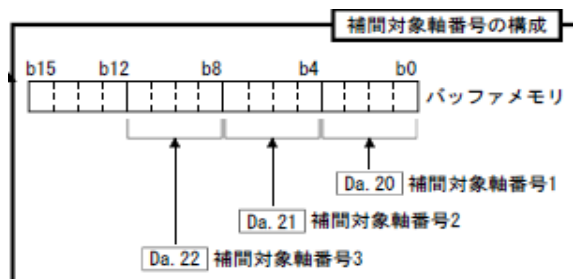 補間対象軸番号の構成
b15 b12 b8 b4 b0
バッファメモリ
Da. 20 補間対象軸番号1
Da. 21 補間対象軸番号2
Da. 22 補間対象軸番号3